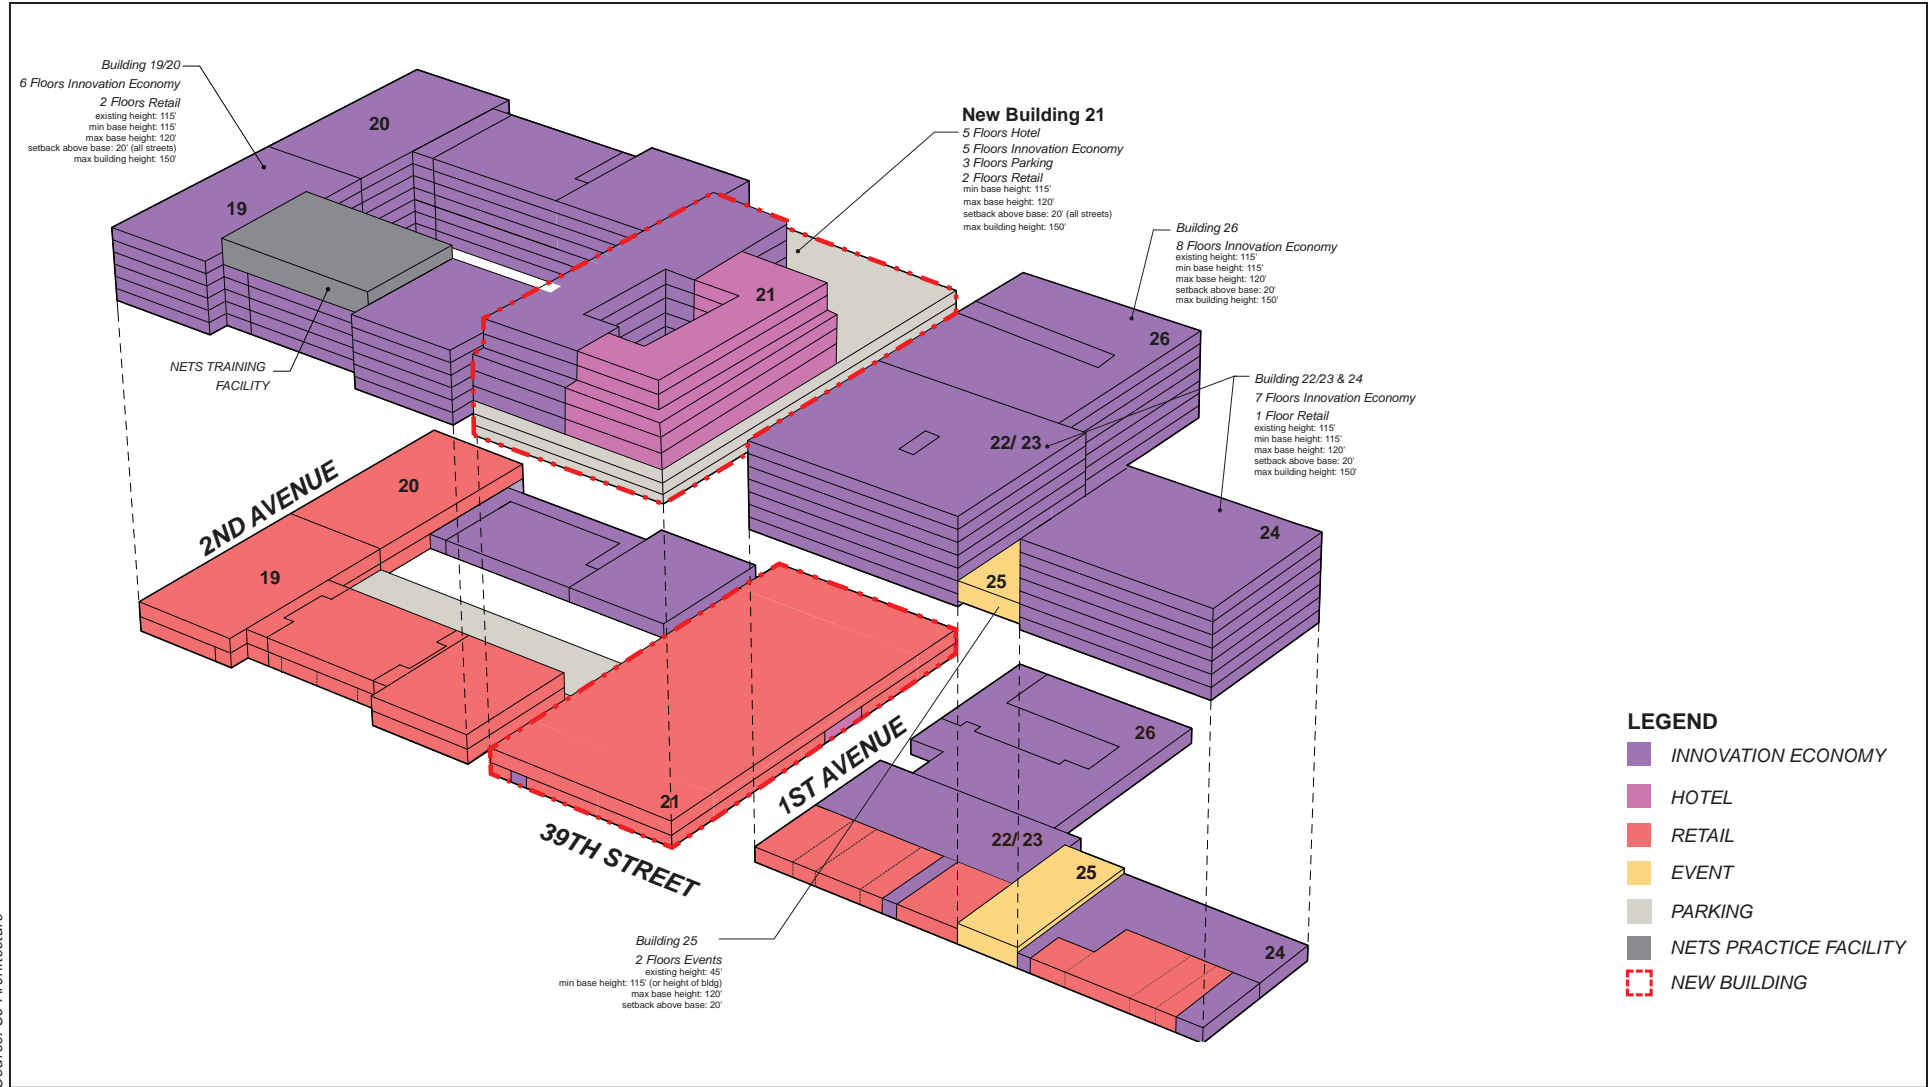 Building 19/20
6 Floors Innovation Economy
2 Floors Retail
existing height: 115'
min base height: 115'
max base height: 120'
setback above base: 20' (all streets)
max building height: 150'
20
19
NETS TRAINING
FACILITY
New Building 21
5 Floors Hotel
5 Floors Innovation Economy
3 Floors Parking
2 Floors Retail
min base height: 115'
max base height: 120'
setback above base: 20' (all streets)
max building height: 150'
21
Building 26
8 Floors Innovation Economy
existing height: 115'
min base height: 115'
max base height: 120'
setback above base: 20'
max building height: 150'
26
Building 22/23 & 24
7 Floors Innovation Economy
1 Floor Retail
existing height: 115'
min base height: 115'
max base height: 120'
setback above base: 20'
max building height: 150'
22/ 23
24
25
2ND AVENUE
20
19
21
39TH STREET
1ST AVENUE
26
22/ 23
25
24
Building 25
2 Floors Events
existing height: 45'
min base height: 115' (or height of bldg)
max base height: 120'
setback above base: 20'
LEGEND
INNOVATION ECONOMY
HOTEL
RETAIL
EVENT
PARKING
NETS PRACTICE FACILITY
NEW BUILDING